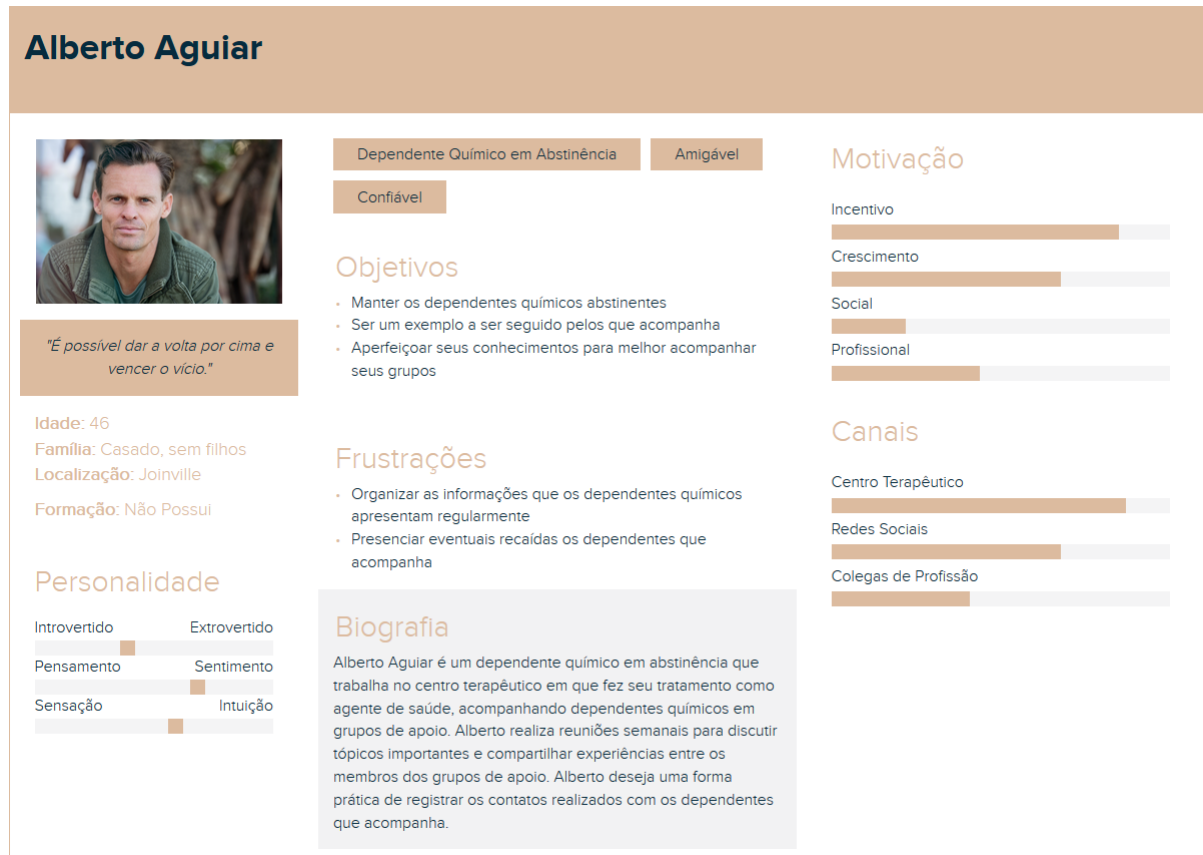 Alberto Aguiar
"É possível dar a volta por cima e
vencer o vício."
Idade: 46
Família: Casado, sem filhos
Localização: Joinville
Formação: Não Possui
Personalidade
Introvertido Extrovertido
Pensamento Sentimento
Sensação Intuição
Dependente Químico em Abstinência Amigável
Confiável
Objetivos
Manter os dependentes químicos abstinentes
Ser um exemplo a ser seguido pelos que acompanha
Aperfeiçoar seus conhecimentos para melhor acompanhar
seus grupos
Frustrações
Organizar as informações que os dependentes químicos
apresentam regularmente
Presenciar eventuais recaídas os dependentes que
acompanha
Biografia
Alberto Aguiar é um dependente químico em abstinência que
trabalha no centro terapêutico em que fez seu tratamento como
agente de saúde, acompanhando dependentes químicos em
grupos de apoio. Alberto realiza reuniões semanais para discutir
tópicos importantes e compartilhar experiências entre os
membros dos grupos de apoio. Alberto deseja uma forma
prática de registrar os contatos realizados com os dependentes
que acompanha.
Motivação
Incentivo
Crescimento
Social
Profissional
Canais
Centro Terapêutico
Redes Sociais
Colegas de Profissão